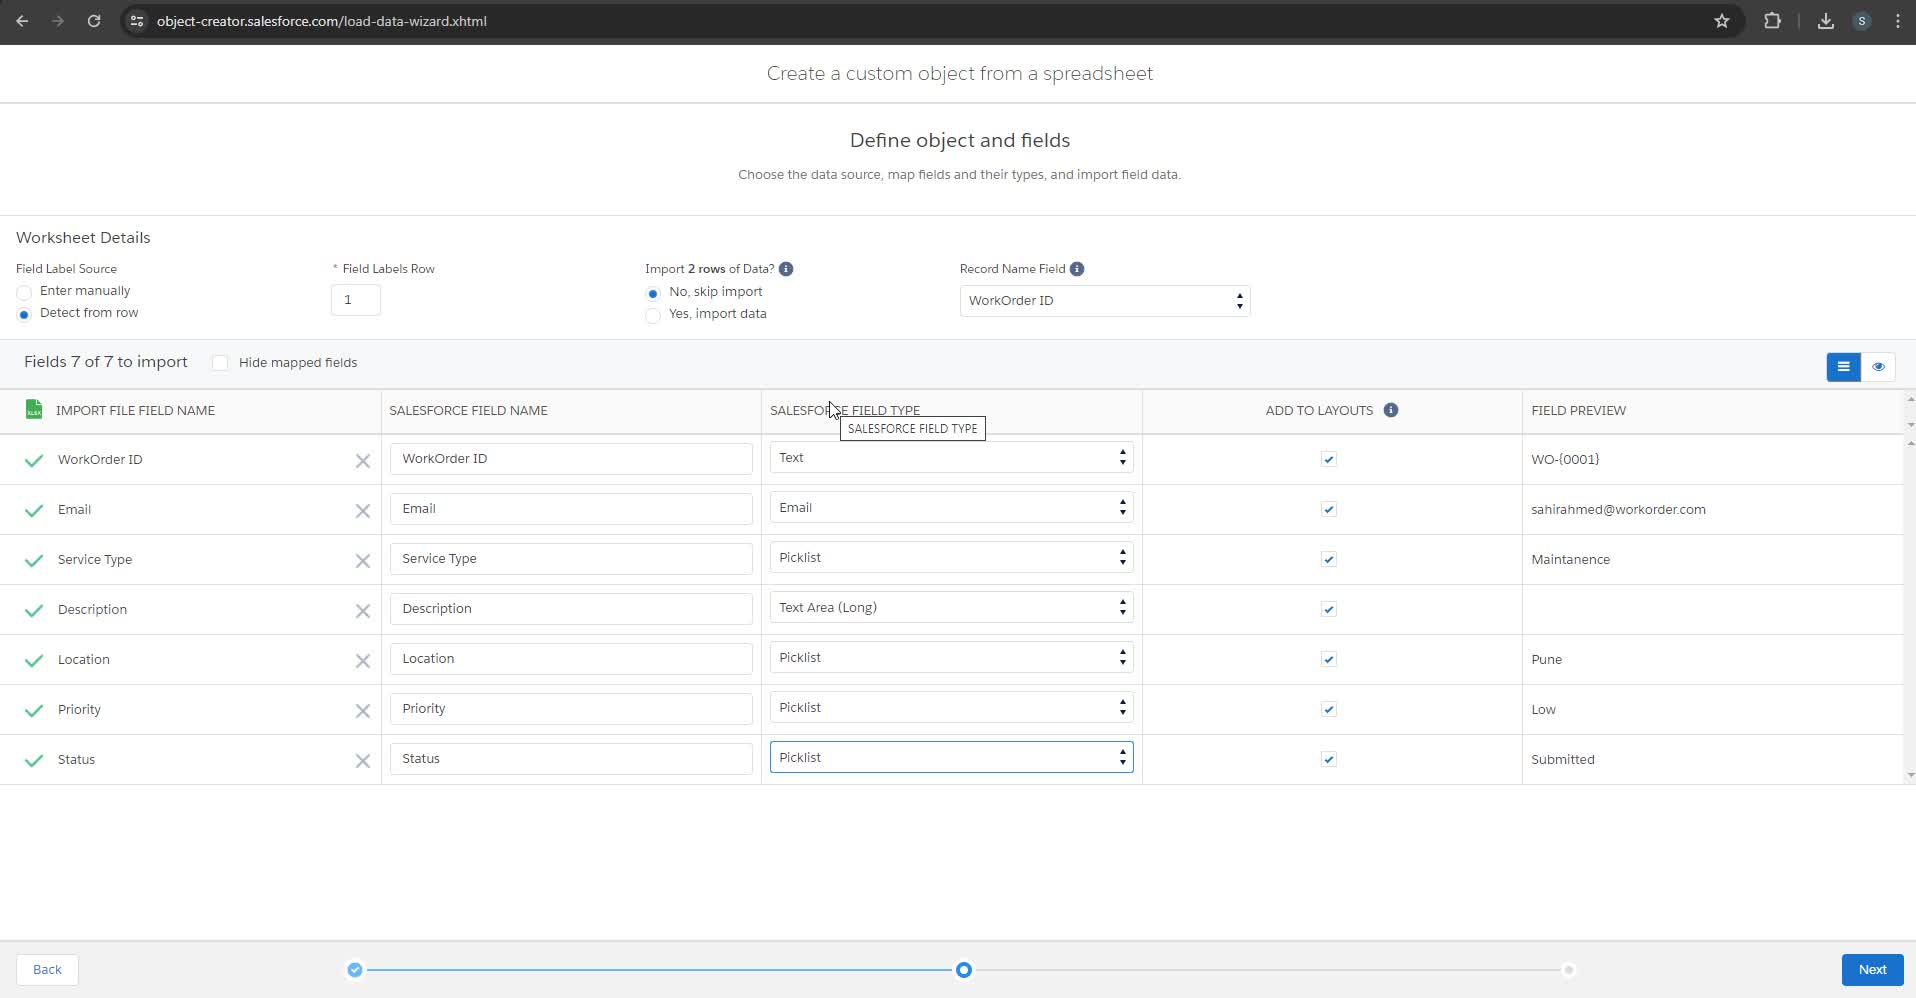 object-creator.salesforce.com/load-data-wizard.xhtml
S
Create a custom object from a spreadsheet
Define object and fields
Choose the data source, map fields and their types, and import field data.
Worksheet Details
Field Label Source
Enter manually
Detect from row
* Field Labels Row
1
Import 2 rows of Data?
No, skip import
Yes, import data
Record Name Field
WorkOrder ID
Fields 7 of 7 to import
Hide mapped fields
IMPORT FILE FIELD NAME SALESFORCE FIELD NAME SALESFORCE FIELD TYPE ADD TO LAYOUTS FIELD PREVIEW
SALESFORCE FIELD TYPE
WorkOrder ID WorkOrder ID Text WO-{0001}
Email Email Email sahirahmed@workorder.com
Service Type Service Type Picklist Maintanence
Description Description Text Area (Long)
Location Location Picklist Pune
Priority Priority Picklist Low
Status Status Picklist Submitted
Back
Next